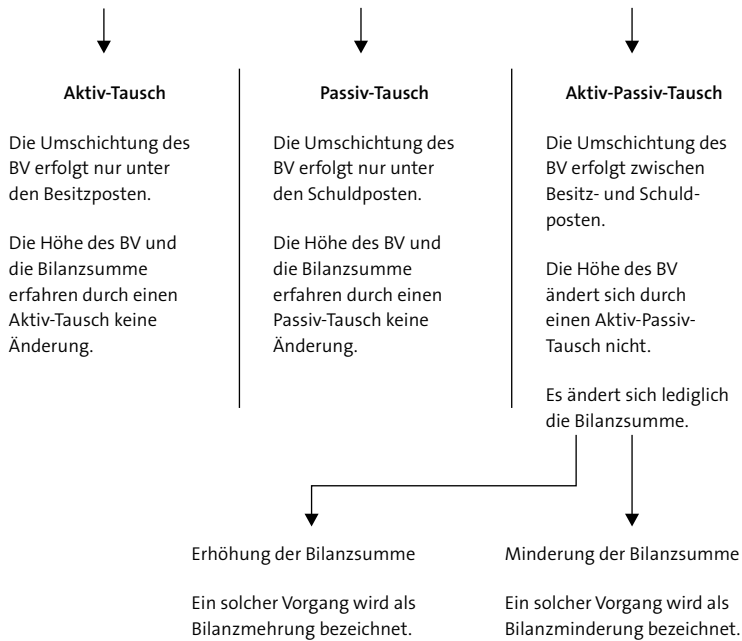 Aktiv-Tausch
Die Umschichtung des
BV erfolgt nur unter
den Besitzposten.
Die Höhe des BV und
die Bilanzsumme
erfahren durch einen
Aktiv-Tausch keine
Änderung.
Passiv-Tausch
Die Umschichtung des
BV erfolgt nur unter
den Schuldposten.
Die Höhe des BV und
die Bilanzsumme
erfahren durch einen
Passiv-Tausch keine
Änderung.
Aktiv-Passiv-Tausch
Die Umschichtung des
BV erfolgt zwischen
Besitz- und Schuld-
posten.
Die Höhe des BV
ändert sich durch
einen Aktiv-Passiv-
Tausch nicht.
Es ändert sich lediglich
die Bilanzsumme.
Erhöhung der Bilanzsumme
Ein solcher Vorgang wird als
Bilanzmehrung bezeichnet.
Minderung der Bilanzsumme
Ein solcher Vorgang wird als
Bilanzminderung bezeichnet.